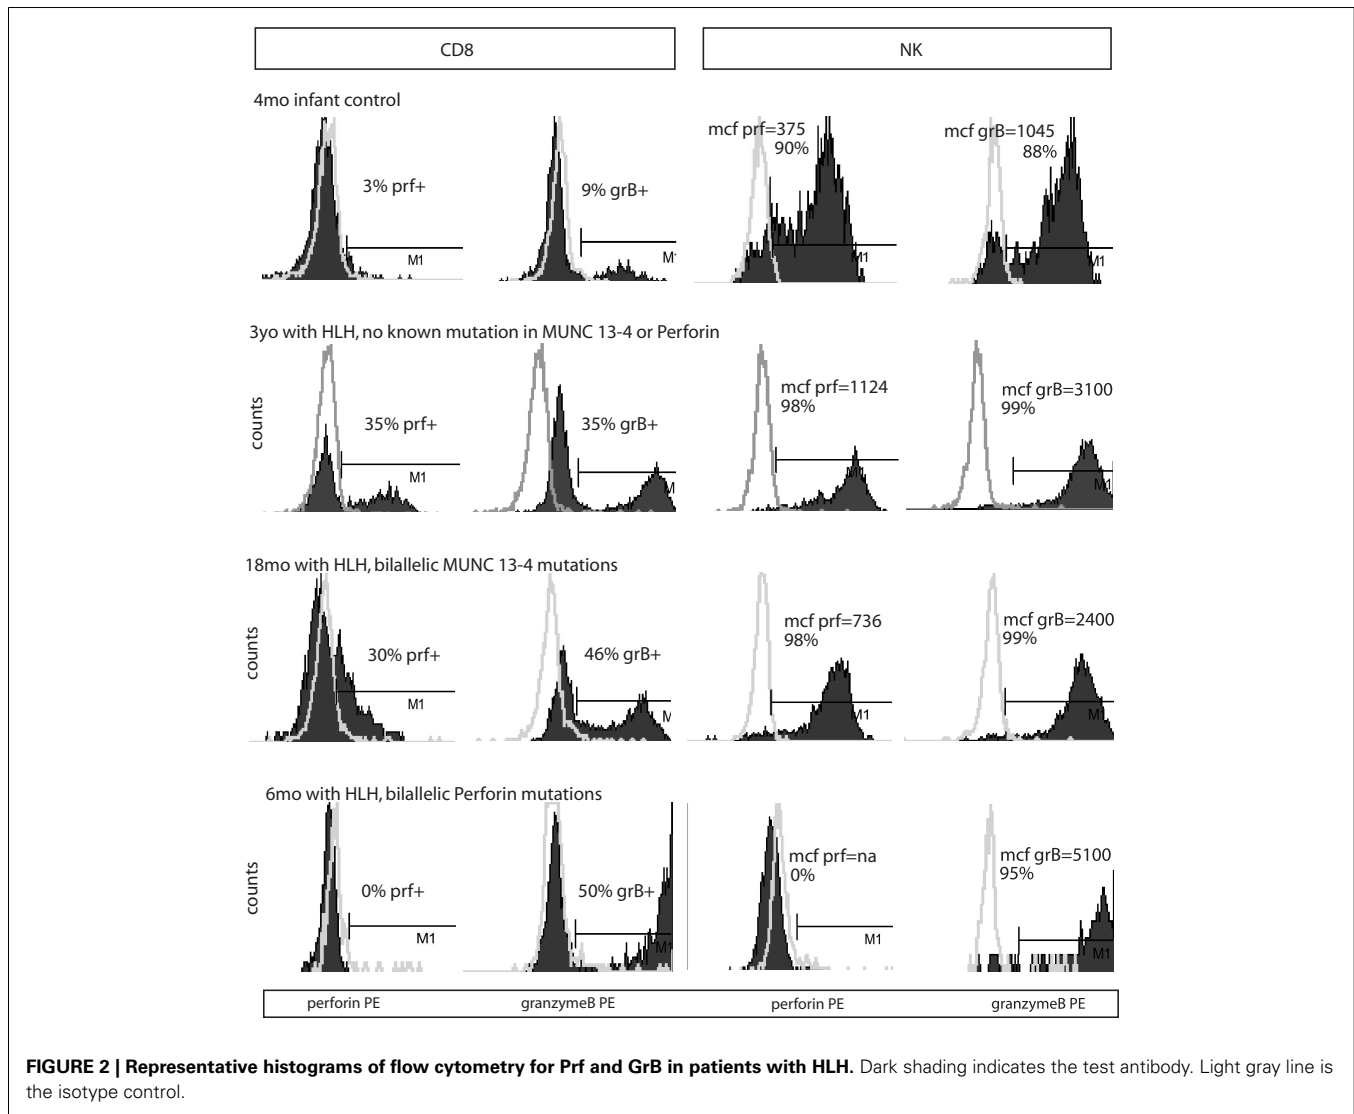 CD8
NK
4mo infant control
3% prf+
M1
9% grB+
M1
mcf prf=375
90%
M1
mcf grB=1045
88%
M1
3yo with HLH, no known mutation in MUNC 13-4 or Perforin
counts
35% prf+
M1
35% grB+
M
mcf prf=1124
98%
M1
mcf grB=3100
99%
M1
18mo with HLH, bilallelic MUNC 13-4 mutations
counts
30% prf+
M1
46% grB+
M
mcf prf=736
98%
M1
mcf grB=2400
99%
M1
6mo with HLH, bilallelic Perforin mutations
counts
0% prf+
M1
50% grB+
M1
mcf prf=na
0%
M1
mcf grB=5100
95%
M1
perforin PE
granzymeB PE
perforin PE
granzymeB PE
FIGURE 2 | Representative histograms of flow cytometry for Prf and GrB in patients with HLH. Dark shading indicates the test antibody. Light gray line is
the isotype control.